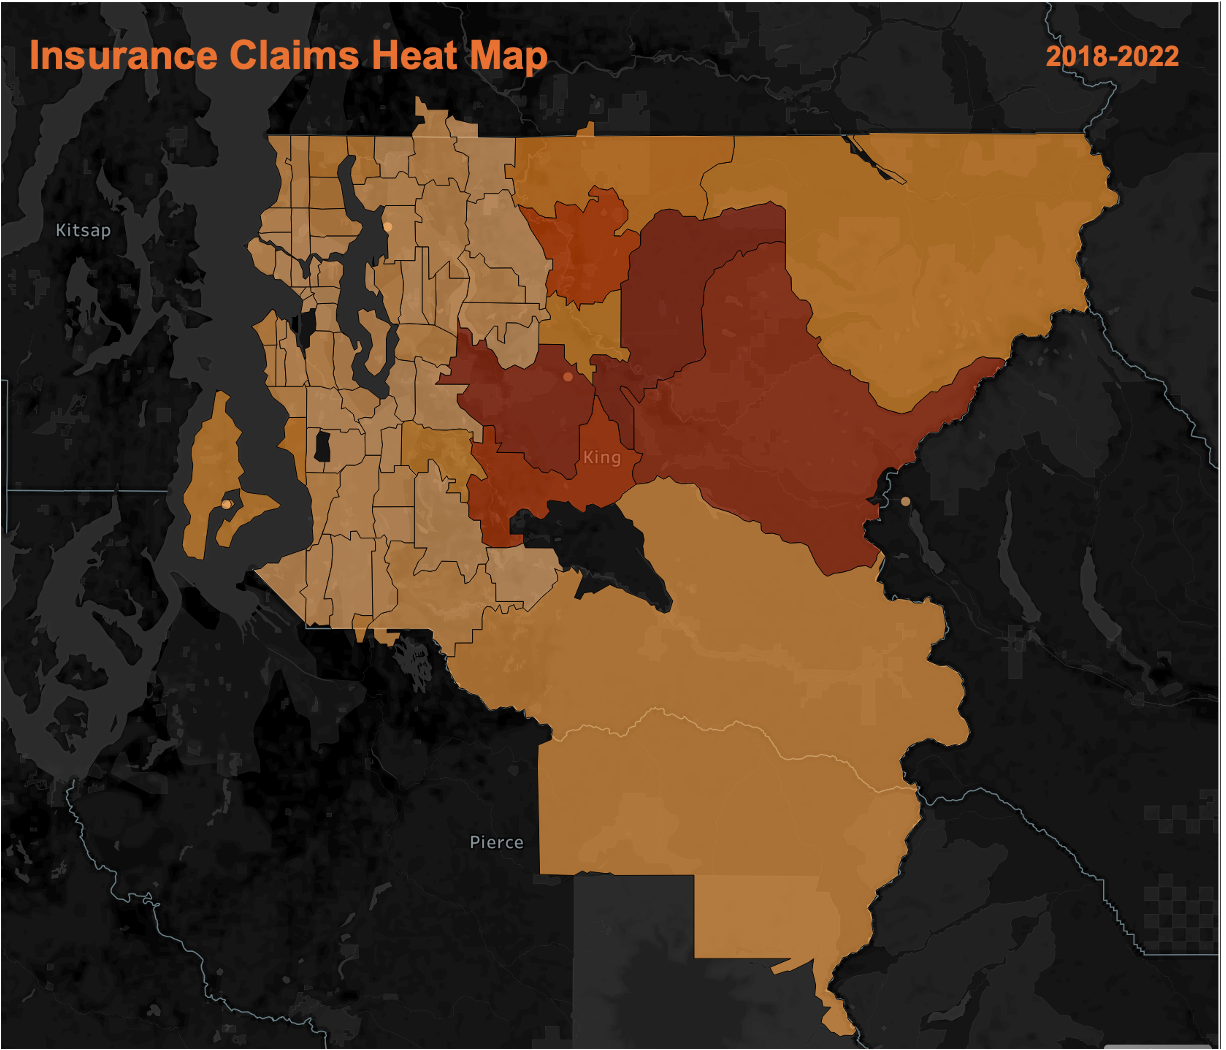 Insurance Claims Heat Map
2018-2022
Kitsap
King
Pierce